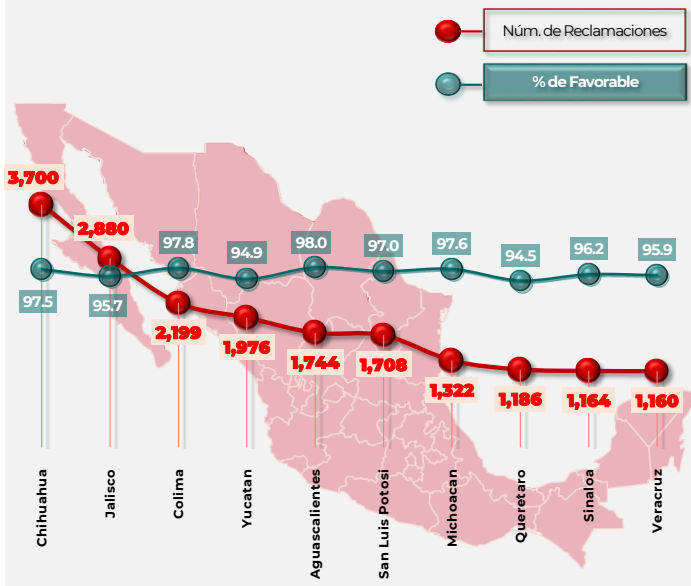 Núm. de Reclamaciones
% de Favorable
3,700
2,880
97.8
94.9
98.0
97.0
97.6
94.5
96.2
95.9
97.5
95.7
2,199
1,976
1,744
1,708
1,322
1,186
1,164
1,160
Chihuahua
Jalisco
Colima
Yucatan
Aguascalientes
San Luis Potosi
Michoacan
Queretaro
Sinaloa
Veracruz